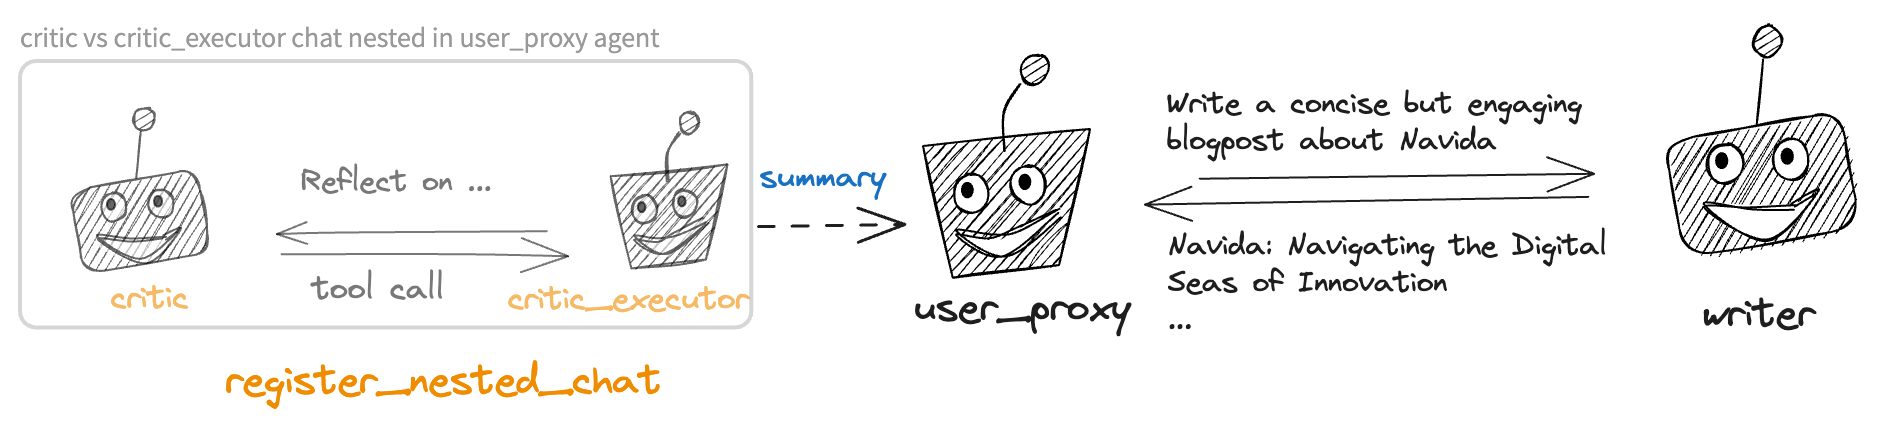 critic vs critic_executor chat nested in user_proxy agent
Reflect on ...
tool call
critic
critic_executor
register_nested_chat
summary
user_proxy
Write a concise but engaging
blogpost about Navida
Navida: Navigating the Digital
Seas of Innovation
...
writer